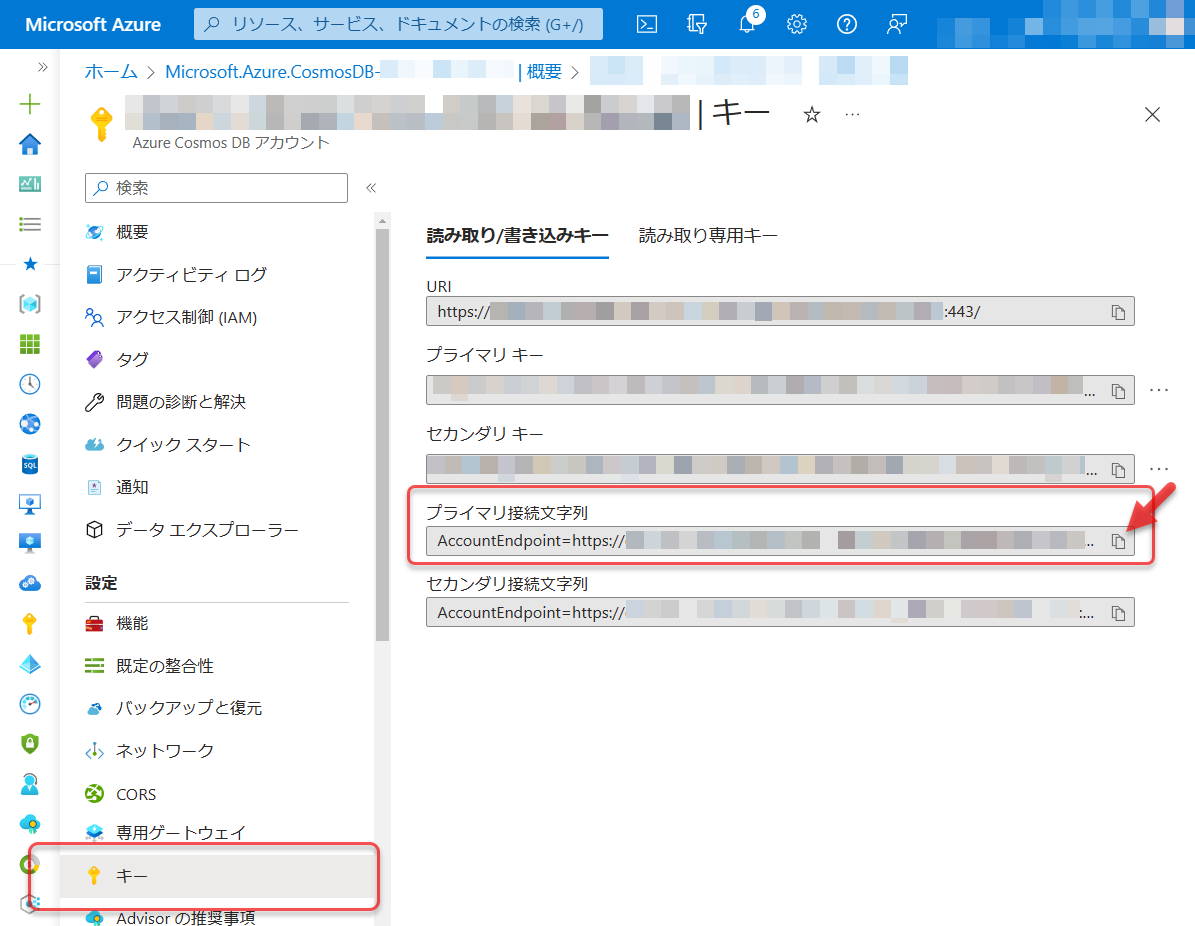 Microsoft Azure
リソース、サービス、ドキュメントの検索 (G+/)
6
ホーム > Microsoft.Azure.CosmosDB- | 概要 >
| キー
Azure Cosmos DB アカウント
検索
概要
アクティビティ ログ
アクセス制御 (IAM)
タグ
問題の診断と解決
クイック スタート
通知
データ エクスプローラー
設定
機能
既定の整合性
バックアップと復元
ネットワーク
CORS
専用ゲートウェイ
キー
Advisor の推奨事項
読み取り/書き込みキー
読み取り専用キー
URI
https:// :443/
プライマリ キー
...
セカンダリ キー
...
プライマリ接続文字列
AccountEndpoint=https:// ...
セカンダリ接続文字列
AccountEndpoint=https:// :...
SQL